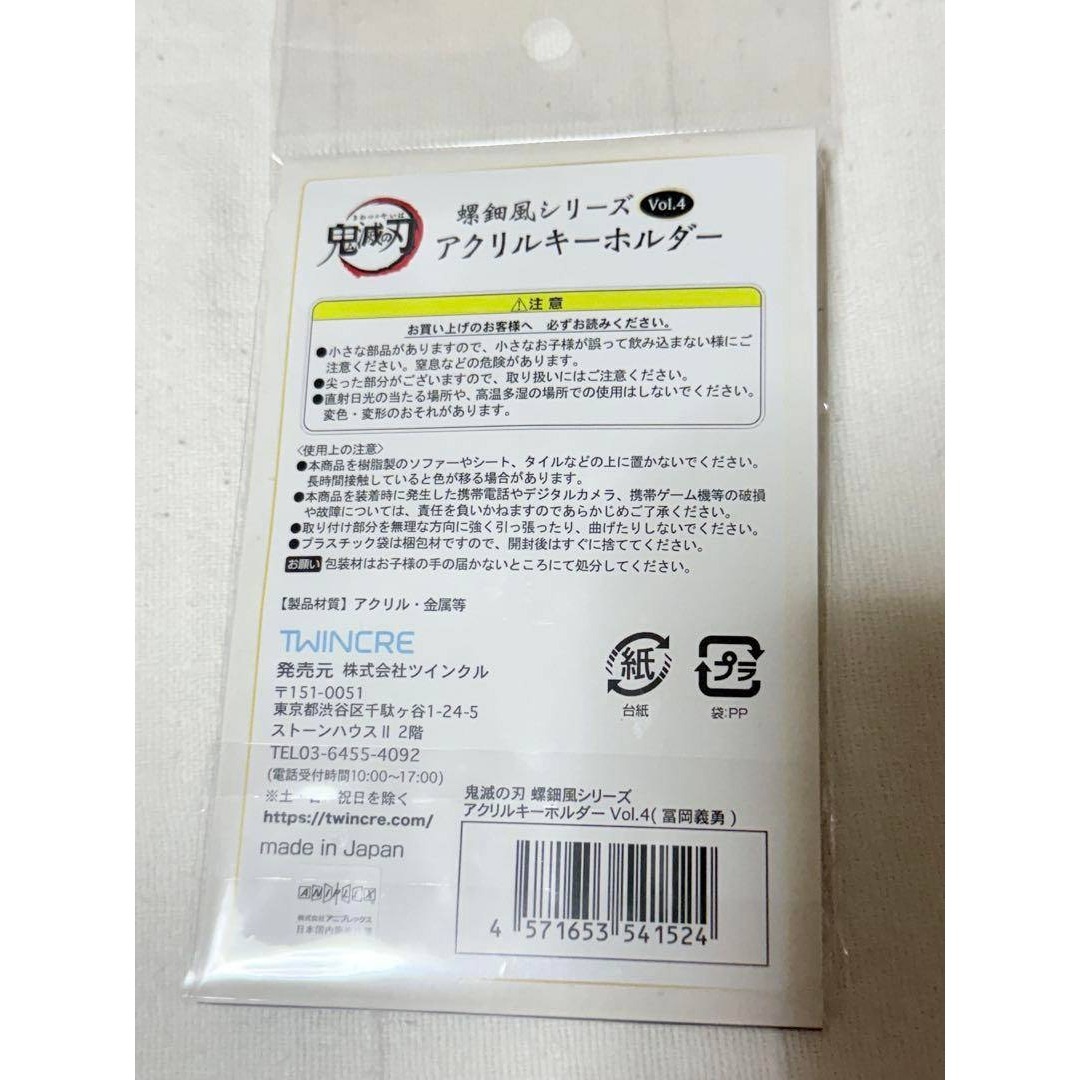 きめつのやいば
鬼滅の刃
螺鈿風シリーズ Vol.4
アクリルキーホルダー
注意
お買い上げのお客様へ 必ずお読みください。
●小さな部品がありますので、小さなお子様が誤って飲み込まない様にご
注意ください。窒息などの危険があります。
●尖った部分がございますので、取り扱いにはご注意ください。
●直射日光の当たる場所や、高温多湿の場所での使用はしないでください。
変色・変形のおそれがあります。
〈使用上の注意〉
●本商品を樹脂製のソファーやシート、タイルなどの上に置かないでください。
長時間接触していると色が移る場合があります。
●本商品を装着時に発生した携帯電話やデジタルカメラ、携帯ゲーム機等の破損
や故障については、責任を負いかねますのであらかじめご了承ください。
●取り付け部分を無理な方向に強く引っ張ったり、曲げたりしないでください。
●プラスチック袋は梱包材ですので、開封後はすぐに捨ててください。
お願い 包装材はお子様の手の届かないところにて処分してください。
【製品材質】アクリル・金属等
TWINCRE
発売元 株式会社ツインクル
〒151-0051
東京都渋谷区千駄ヶ谷1-24-5
ストーンハウスⅡ 2階
TEL03-6455-4092
(電話受付時間10:00〜17:00)
※土・日・祝日を除く
https://twincre.com/
made in Japan
紙
台紙
プラ
袋:PP
鬼滅の刃 螺鈿風シリーズ
アクリルキーホルダー Vol.4( 冨岡義勇 )
4 571653 541524
ANIPLEX
株式会社アニプレックス
日本国内